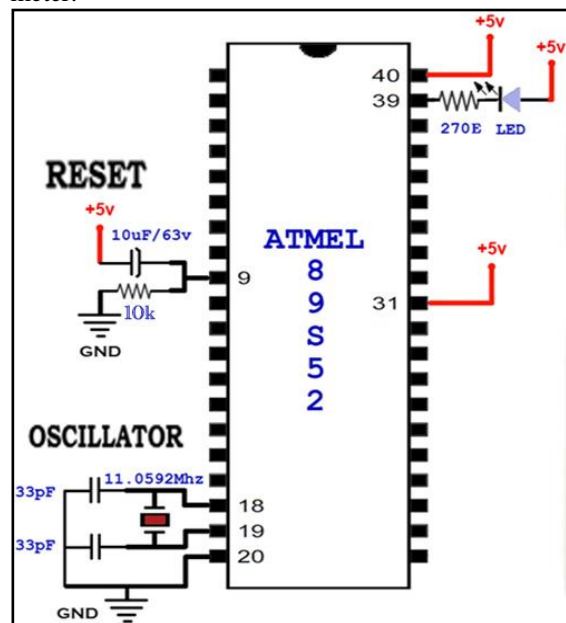 meter.
+5v
+5v
40
39
270E LED
RESET
+5v
10uF/63v
10k
GND
9
ATMEL
8
9
S
5
2
+5v
31
OSCILLATOR
11.0592Mhz
33pF
33pF
18
19
20
GND